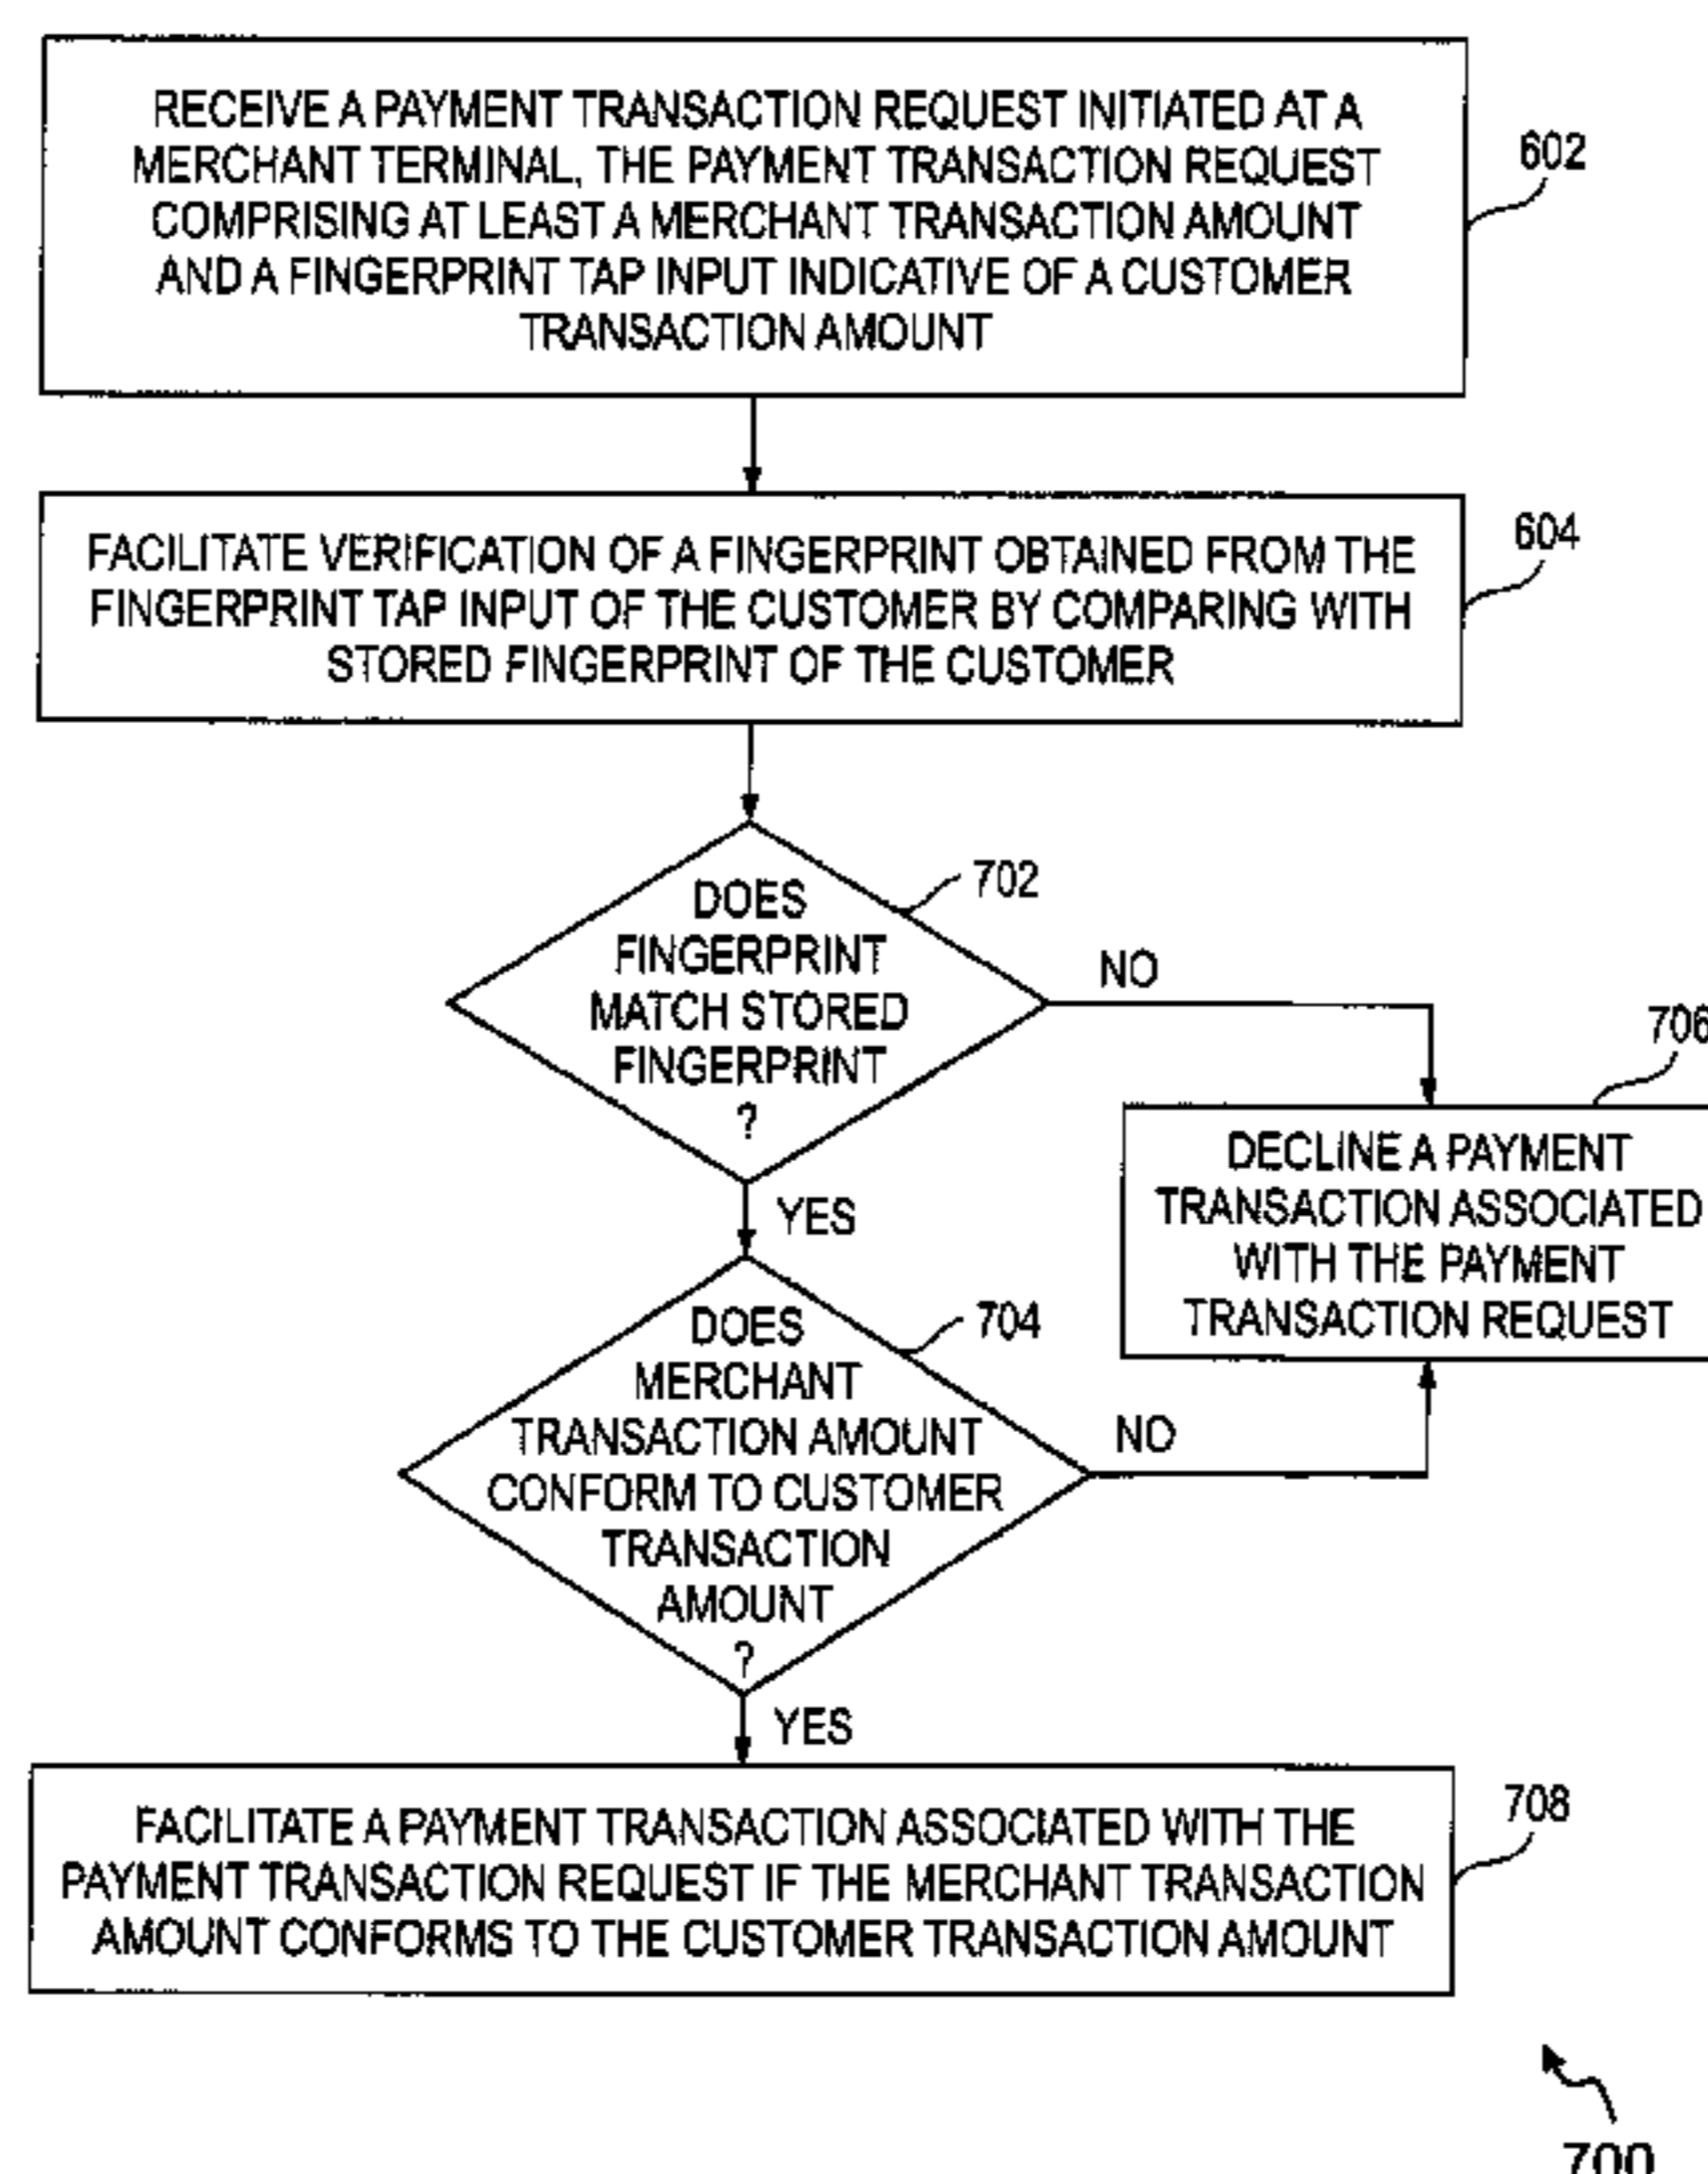 RECEIVE A PAYMENT TRANSACTION REQUEST INITIATED AT A
MERCHANT TERMINAL, THE PAYMENT TRANSACTION REQUEST
COMPRISING AT LEAST A MERCHANT TRANSACTION AMOUNT
AND A FINGERPRINT TAP INPUT INDICATIVE OF A CUSTOMER
TRANSACTION AMOUNT
602
FACILITATE VERIFICATION OF A FINGERPRINT OBTAINED FROM THE
FINGERPRINT TAP INPUT OF THE CUSTOMER BY COMPARING WITH
STORED FINGERPRINT OF THE CUSTOMER
604
DOES
FINGERPRINT
MATCH STORED
FINGERPRINT
?
702
NO
YES
706
DECLINE A PAYMENT
TRANSACTION ASSOCIATED
WITH THE PAYMENT
TRANSACTION REQUEST
DOES
MERCHANT
TRANSACTION AMOUNT
CONFORM TO CUSTOMER
TRANSACTION
AMOUNT
?
704
NO
YES
FACILITATE A PAYMENT TRANSACTION ASSOCIATED WITH THE
PAYMENT TRANSACTION REQUEST IF THE MERCHANT TRANSACTION
AMOUNT CONFORMS TO THE CUSTOMER TRANSACTION AMOUNT
708
700